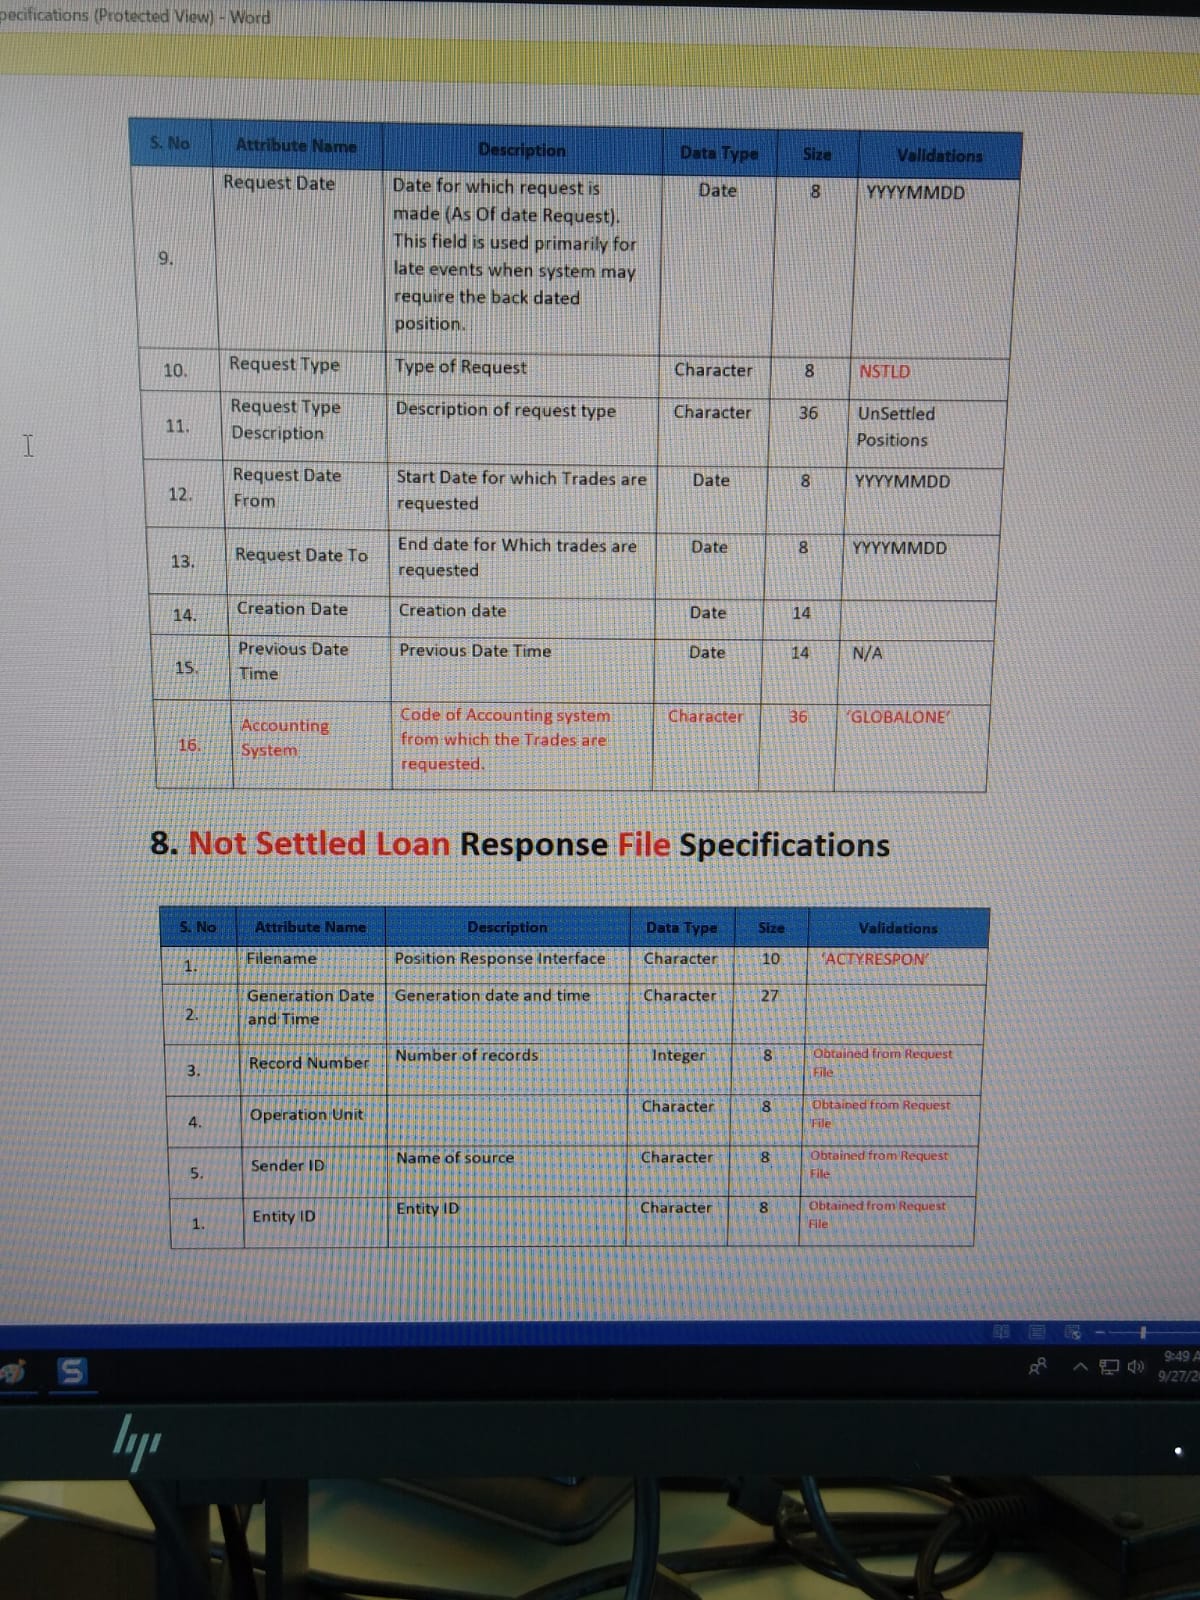 pecifications (Protected View) - Word
S. No Attribute Name Description Data Type Size Validations
9. Request Date Date for which request is Date 8 YYYYMMDD
made (As Of date Request).
This field is used primarily for
late events when system may
require the back dated
position.
10. Request Type Type of Request Character 8 NSTLD
11. Request Type Description of request type Character 36 UnSettled
Description Positions
12. Request Date Start Date for which Trades are Date 8 YYYYMMDD
From requested
13. Request Date To End date for Which trades are Date 8 YYYYMMDD
requested
14. Creation Date Creation date Date 14
15. Previous Date Previous Date Time Date 14 N/A
Time
16. Accounting Code of Accounting system Character 36 'GLOBALONE'
System from which the Trades are
requested.
8. Not Settled Loan Response File Specifications
S. No Attribute Name Description Data Type Size Validations
1. Filename Position Response Interface Character 10 'ACTYRESPON'
2. Generation Date Generation date and time Character 27
and Time
3. Record Number Number of records Integer 8 Obtained from Request
File
4. Operation Unit Character 8 Obtained from Request
File
5. Sender ID Name of source Character 8 Obtained from Request
File
1. Entity ID Entity ID Character 8 Obtained from Request
File
S
9:49 A
9/27/2
hp